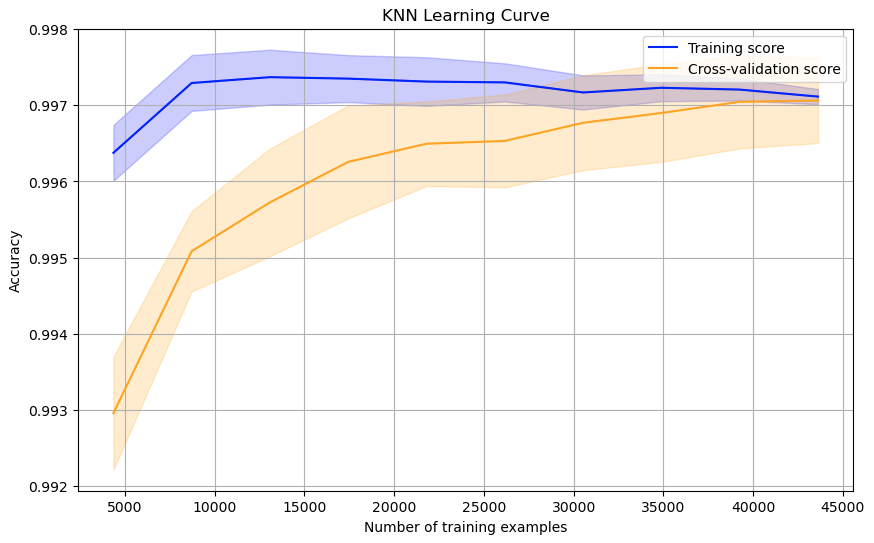 KNN Learning Curve
0.998
0.997
0.996
0.995
0.994
0.993
0.992
Accuracy
Training score
Cross-validation score
5000 10000 15000 20000 25000 30000 35000 40000 45000
Number of training examples